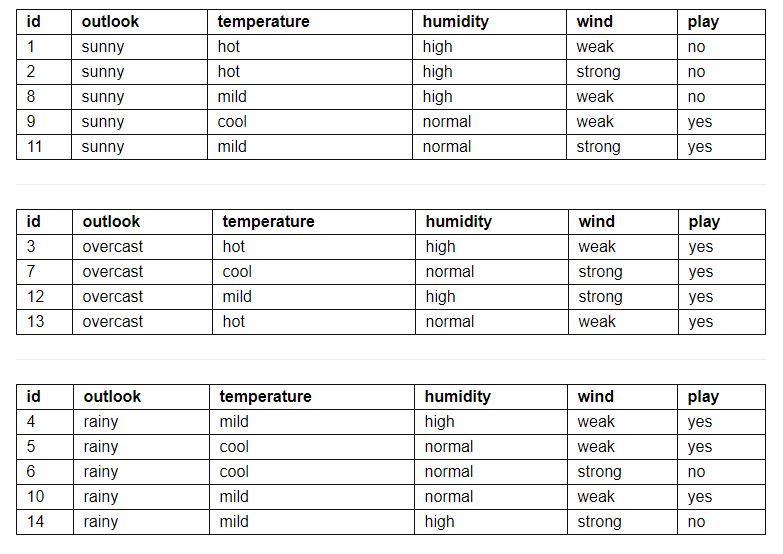 id outlook temperature humidity wind play
1 sunny hot high weak no
2 sunny hot high strong no
8 sunny mild high weak no
9 sunny cool normal weak yes
11 sunny mild normal strong yes
id outlook temperature humidity wind play
3 overcast hot high weak yes
7 overcast cool normal strong yes
12 overcast mild high strong yes
13 overcast hot normal weak yes
id outlook temperature humidity wind play
4 rainy mild high weak yes
5 rainy cool normal weak yes
6 rainy cool normal strong no
10 rainy mild normal weak yes
14 rainy mild high strong no